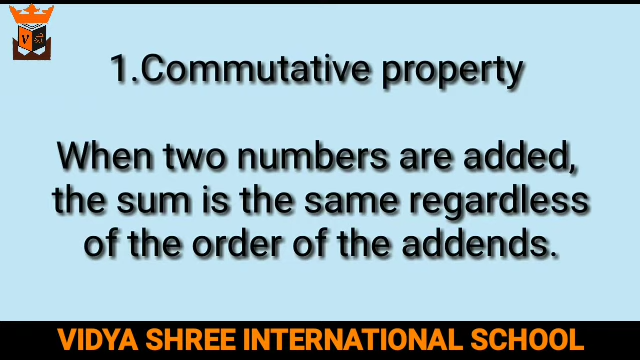 1.Commutative property
When two numbers are added,
the sum is the same regardless
of the order of the addends.
VIDYA SHREE INTERNATIONAL SCHOOL